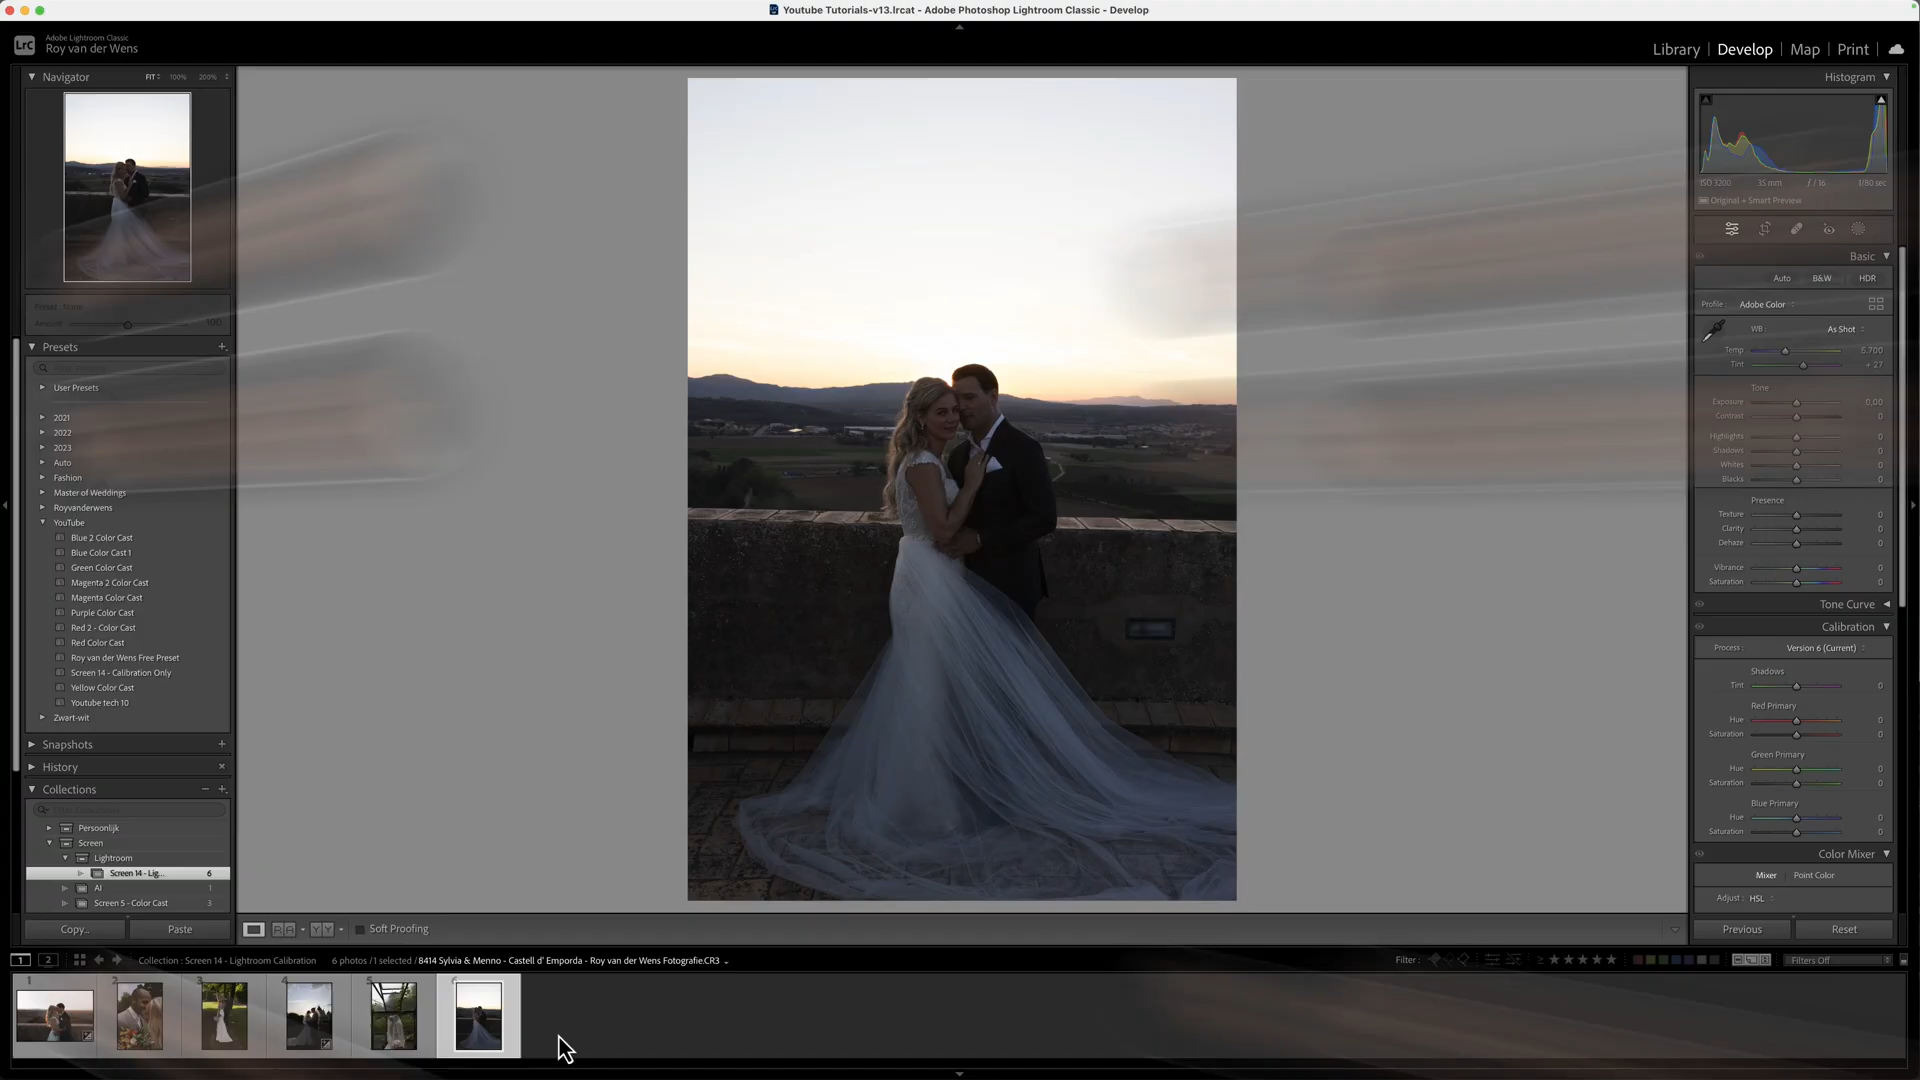 Youtube Tutorials-v13.lrcat - Adobe Photoshop Lightroom Classic - Develop
LrC
Adobe Lightroom Classic
Roy van der Wens
Library | Develop | Map | Print
Navigator
FIT 100% 200%
Preset: None
Amount 100
Presets
User Presets
2021
2022
2023
Auto
Fashion
Master of Weddings
Royvanderwens
YouTube
Blue 2 Color Cast
Blue Color Cast 1
Green Color Cast
Magenta 2 Color Cast
Magenta Color Cast
Purple Color Cast
Red 2 - Color Cast
Red Color Cast
Roy van der Wens Free Preset
Screen 14 - Calibration Only
Yellow Color Cast
Youtube tech 10
Zwart-wit
Snapshots
History
Collections
Persoonlijk
Screen
Lightroom
Screen 14 - Lig... 6
AI 1
Screen 5 - Color Cast 3
Copy... Paste
Soft Proofing
Histogram
ISO 3200 35 mm ƒ / 16 1/80 sec
Original + Smart Preview
Basic
Auto B&W HDR
Profile: Adobe Color
WB: As Shot
Temp 5.700
Tint + 27
Tone
Exposure 0,00
Contrast 0
Highlights 0
Shadows 0
Whites 0
Blacks 0
Presence
Texture 0
Clarity 0
Dehaze 0
Vibrance 0
Saturation 0
Tone Curve
Calibration
Process: Version 6 (Current)
Shadows
Tint 0
Red Primary
Hue 0
Saturation 0
Green Primary
Hue 0
Saturation 0
Blue Primary
Hue 0
Saturation 0
Color Mixer
Mixer Point Color
Adjust: HSL
Previous Reset
1 2 Collection : Screen 14 - Lightroom Calibration 6 photos / 1 selected / 8414 Sylvia & Menno - Castell d' Emporda - Roy van der Wens Fotografie.CR3
Filter : Filters Off
1 2 3 4 5 6